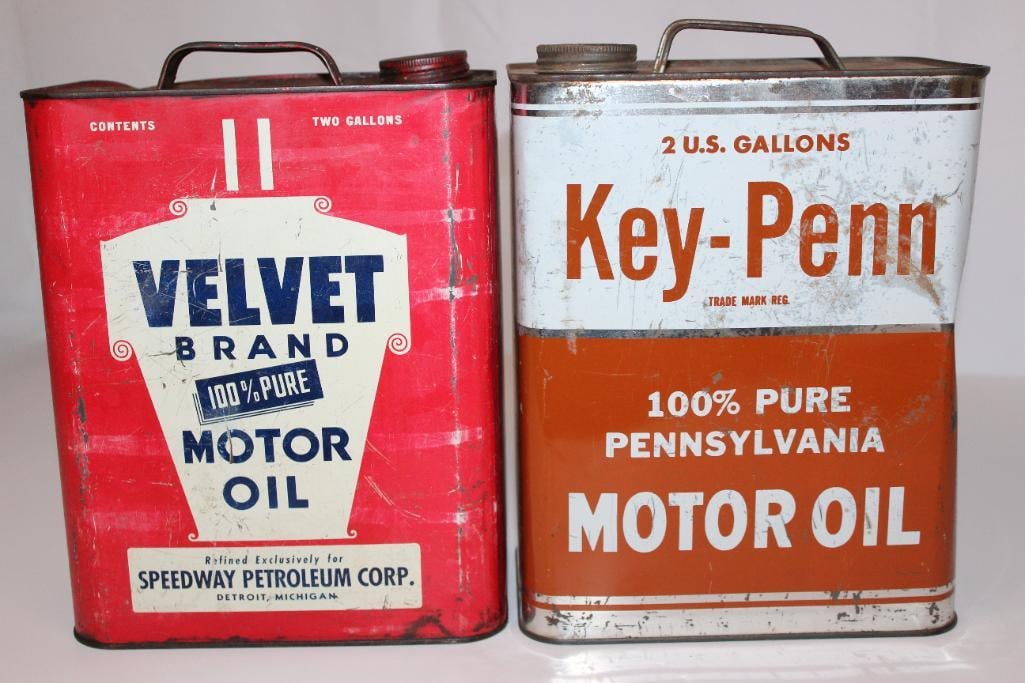 CONTENTS TWO GALLONS
VELVET
BRAND
100% PURE
MOTOR
OIL
Refined Exclusively for
SPEEDWAY PETROLEUM CORP.
DETROIT, MICHIGAN
2 U.S. GALLONS
Key-Penn
TRADE MARK REG.
100% PURE
PENNSYLVANIA
MOTOR OIL